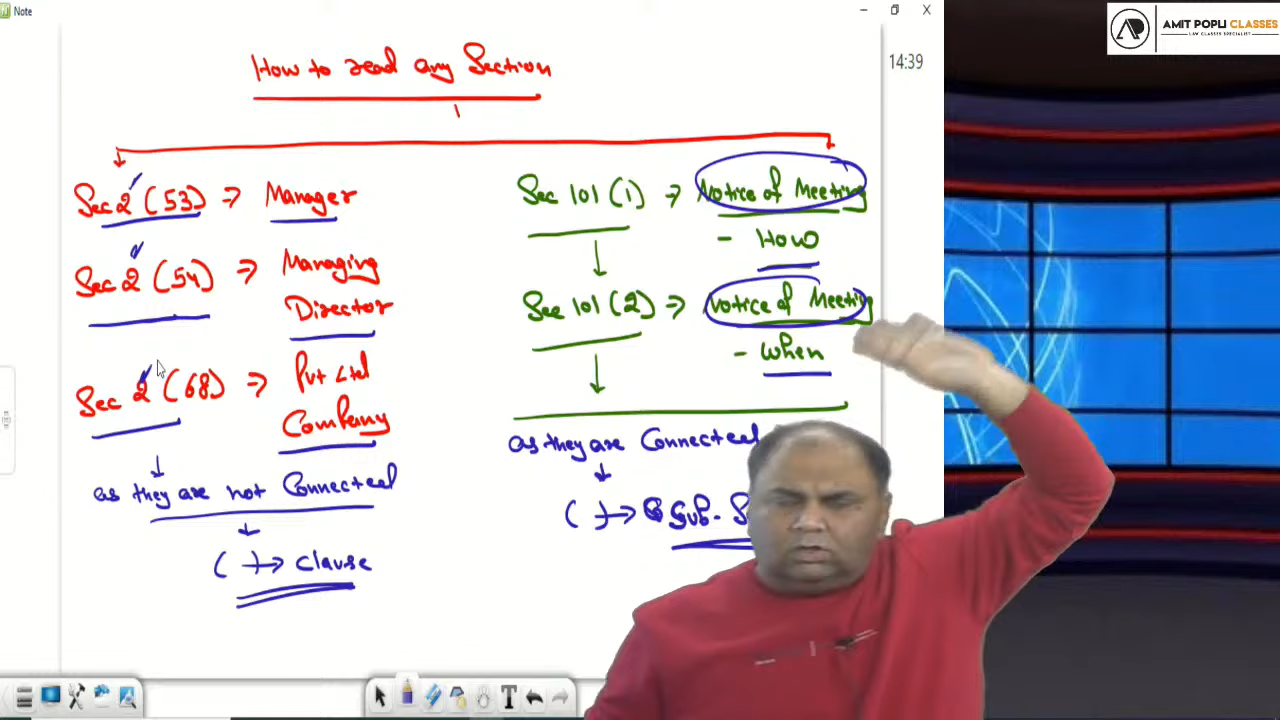 Note
AMIT POPLI CLASSES
LAW CLASSES SPECIALIST
14:39
How to read any Section
Sec 2 (53) ⇒ Manager
Sec 2 (54) ⇒ Managing
Director
Sec 2 (68) ⇒ Pvt Ltd
Company
as they are not Connected
( ) → Clause
Sec 101 (1) ⇒ Notice of Meeting
- How
Sec 101 (2) ⇒ Notice of Meeting
- When
as they are Connected
( ) → Sub-S